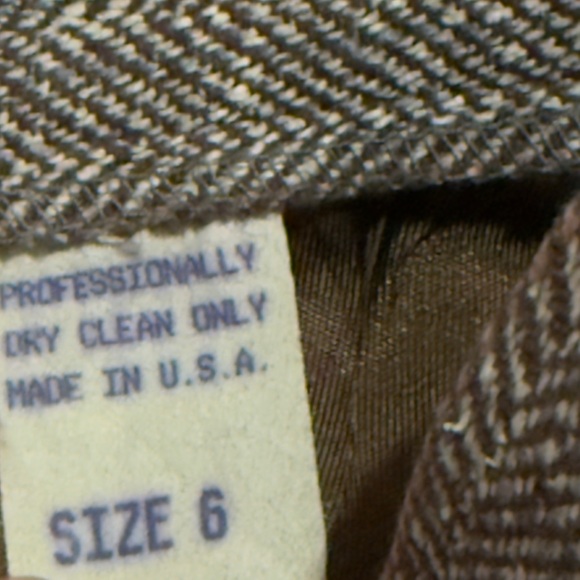 PROFESSIONALLY
DRY CLEAN ONLY
MADE IN U.S.A.
SIZE 6